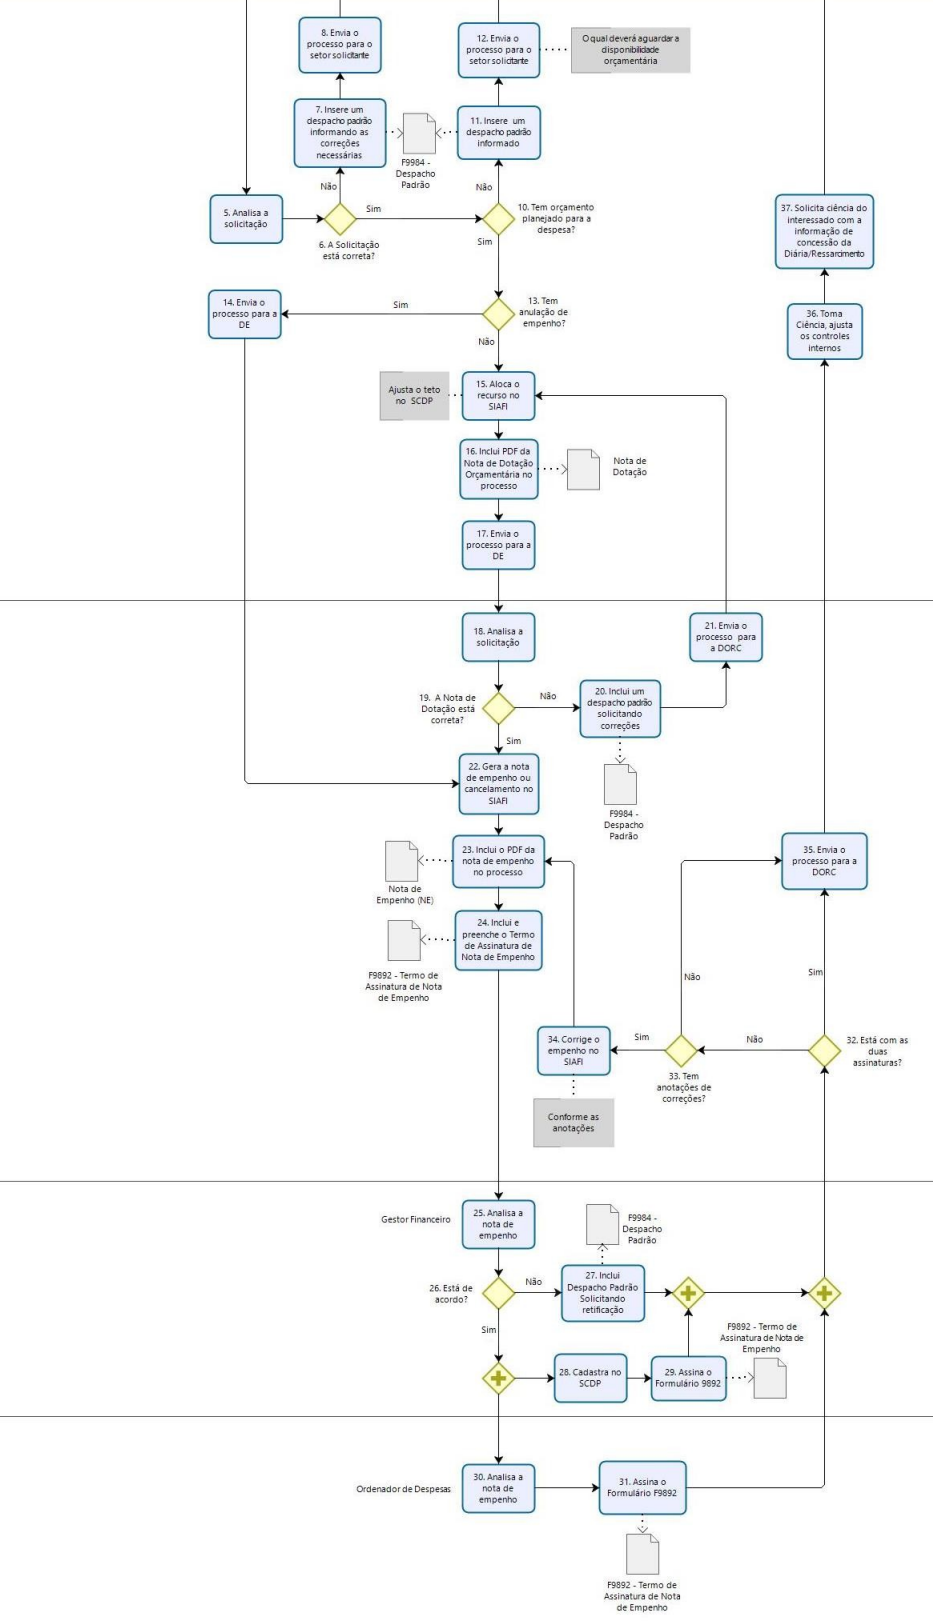 8. Envia o
processo para o
setor solicitante
12. Envia o
processo para o
setor solicitante
O qual deverá aguardar a
disponibilidade
orçamentária
7. Insere um
despacho padrão
informando as
correções
necessárias
F9984 -
Despacho
Padrão
11. Insere um
despacho padrão
informado
Não
Não
5. Analisa a
solicitação
Sim
6. A Solicitação
está correta?
10. Tem orçamento
planejado para a
despesa?
Sim
37. Solicita ciência do
interessado com a
informação de
concessão da
Diária/Ressarcimento
14. Envia o
processo para a
DE
Sim
13. Tem
anulação de
empenho?
Não
36. Toma
Ciência, ajusta
os controles
internos
Ajusta o teto
no SCDP
15. Aloca o
recurso no
SIAFI
16. Inclui PDF da
Nota de Dotação
Orçamentária no
processo
Nota de
Dotação
17. Envia o
processo para a
DE
18. Analisa a
solicitação
21. Envia o
processo para
a DORC
19. A Nota de
Dotação está
correta?
Não
20. Inclui um
despacho padrão
solicitando
correções
Sim
22. Gera a nota
de empenho ou
cancelamento no
SIAFI
F9984 -
Despacho
Padrão
23. Inclui o PDF da
nota de empenho
no processo
Nota de
Empenho (NE)
35. Envia o
processo para a
DORC
24. Inclui e
preenche o Termo
de Assinatura de
Nota de Empenho
F9892 - Termo de
Assinatura de Nota
de Empenho
Não
Sim
34. Corrige o
empenho no
SIAFI
Sim
33. Tem
anotações de
correções?
Não
32. Está com as
duas
assinaturas?
Conforme as
anotações
Gestor Financeiro
25. Analisa a
nota de
empenho
F9984 -
Despacho
Padrão
26. Está de
acordo?
Não
27. Inclui
Despacho Padrão
Solicitando
retificação
Sim
F9892 - Termo de
Assinatura de Nota de
Empenho
28. Cadastra no
SCDP
29. Assina o
Formulário 9892
Ordenador de Despesas
30. Analisa a
nota de
empenho
31. Assina o
Formulário F9892
F9892 - Termo de
Assinatura de Nota
de Empenho